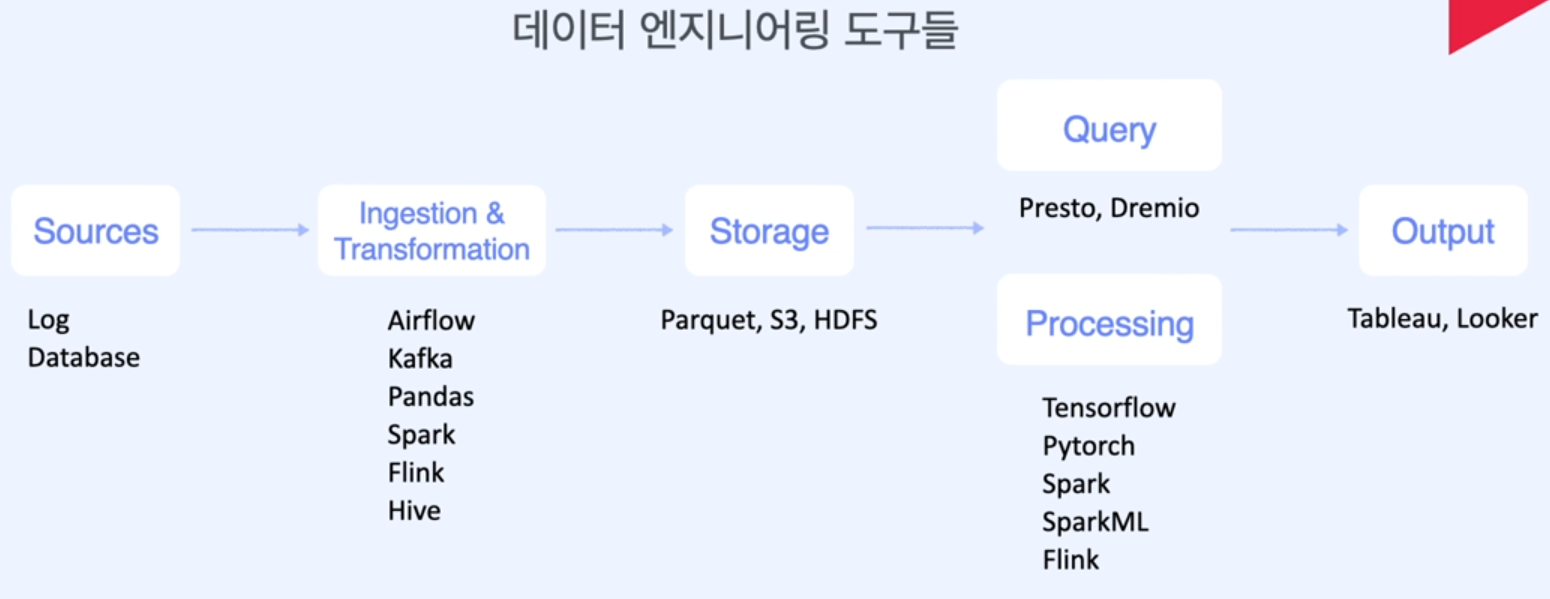 데이터 엔지니어링 도구들
Sources
Log
Database
Ingestion &
Transformation
Airflow
Kafka
Pandas
Spark
Flink
Hive
Storage
Parquet, S3, HDFS
Query
Presto, Dremio
Processing
Tensorflow
Pytorch
Spark
SparkML
Flink
Output
Tableau, Looker